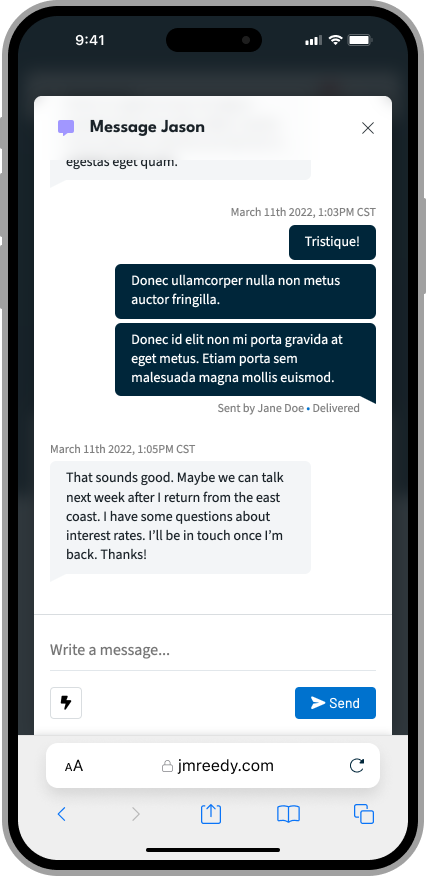 9:41
Message Jason
egestas eget quam.
March 11th 2022, 1:03PM CST
Tristique!
Donec ullamcorper nulla non metus
auctor fringilla.
Donec id elit non mi porta gravida at
eget metus. Etiam porta sem
malesuada magna mollis euismod.
Sent by Jane Doe • Delivered
March 11th 2022, 1:05PM CST
That sounds good. Maybe we can talk
next week after I return from the east
coast. I have some questions about
interest rates. I’ll be in touch once I’m
back. Thanks!
Write a message...
Send
AA jmreedy.com